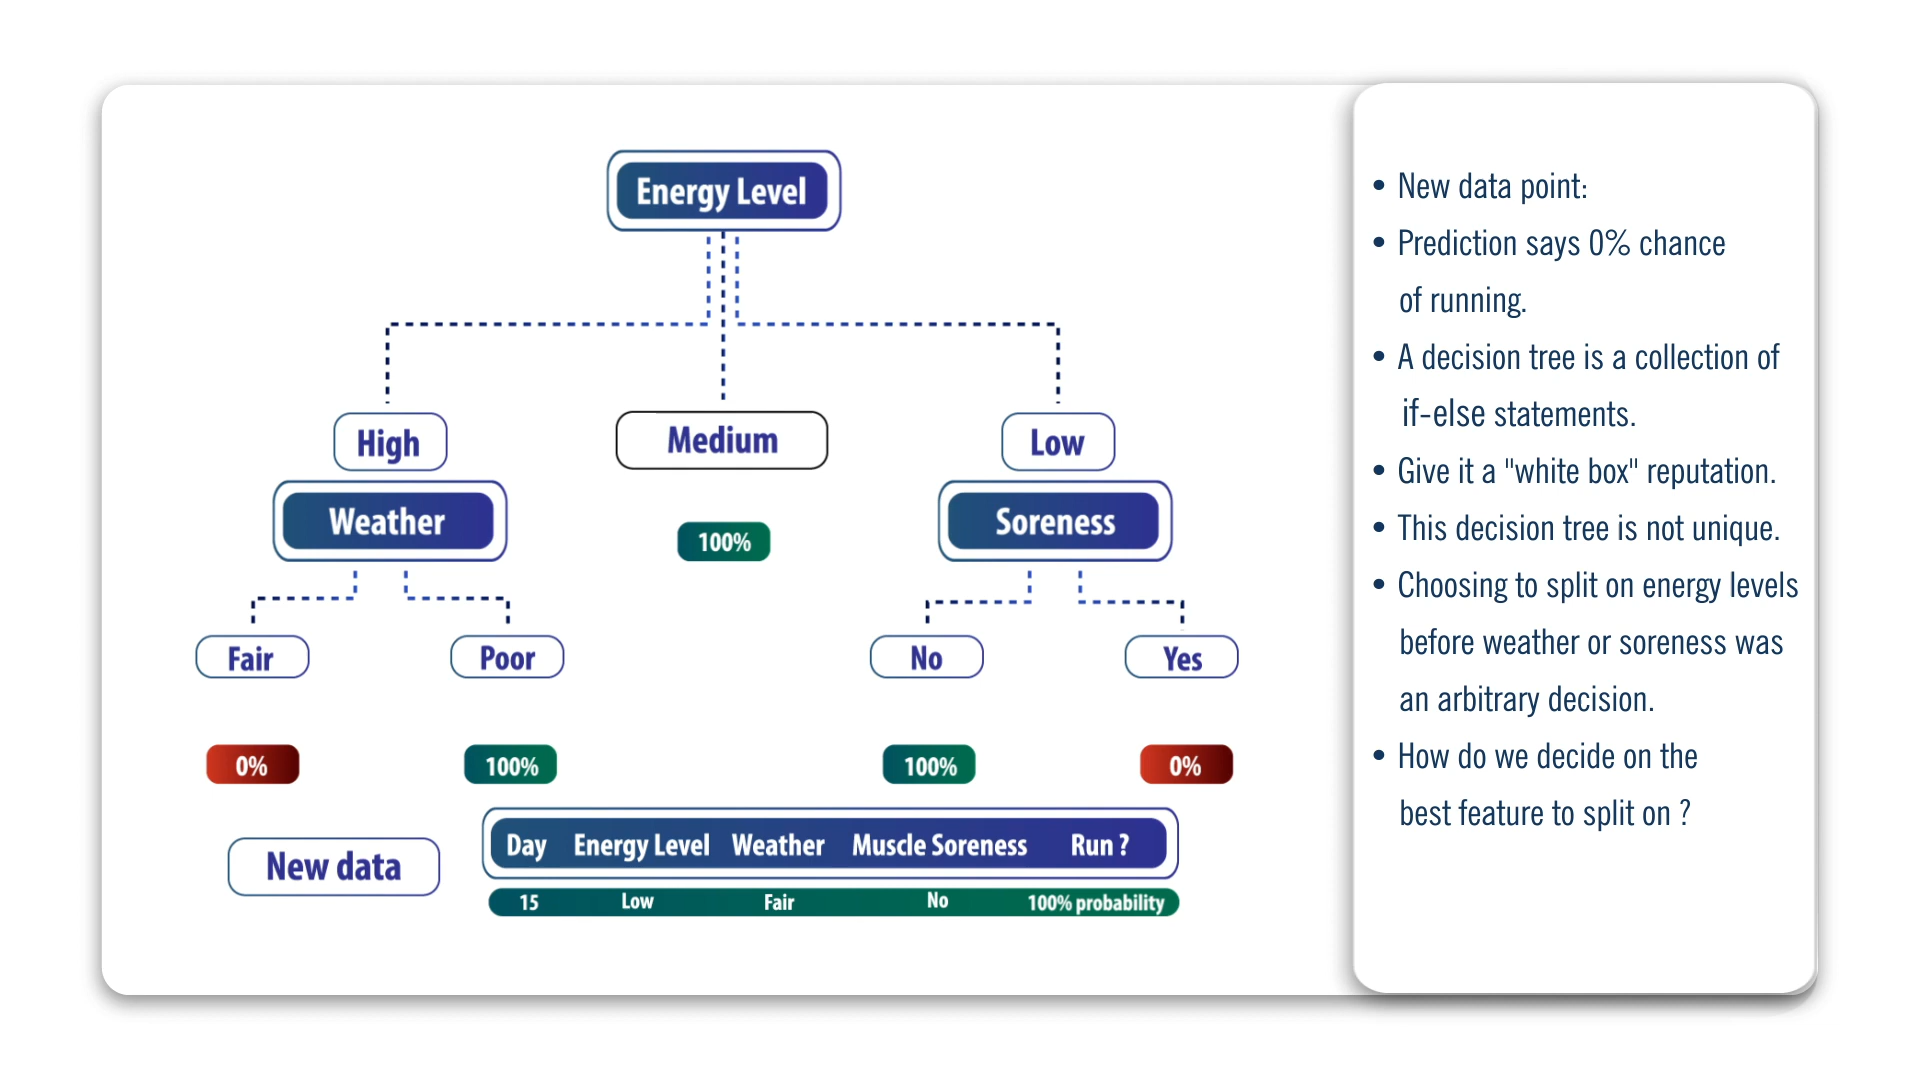 Energy Level
High
Medium
Low
Weather
100%
Soreness
Fair
Poor
No
Yes
0%
100%
100%
0%
New data
Day Energy Level Weather Muscle Soreness Run ?
15 Low Fair No 100% probability
• New data point:
• Prediction says 0% chance
of running.
• A decision tree is a collection of
if-else statements.
• Give it a "white box" reputation.
• This decision tree is not unique.
• Choosing to split on energy levels
before weather or soreness was
an arbitrary decision.
• How do we decide on the
best feature to split on ?